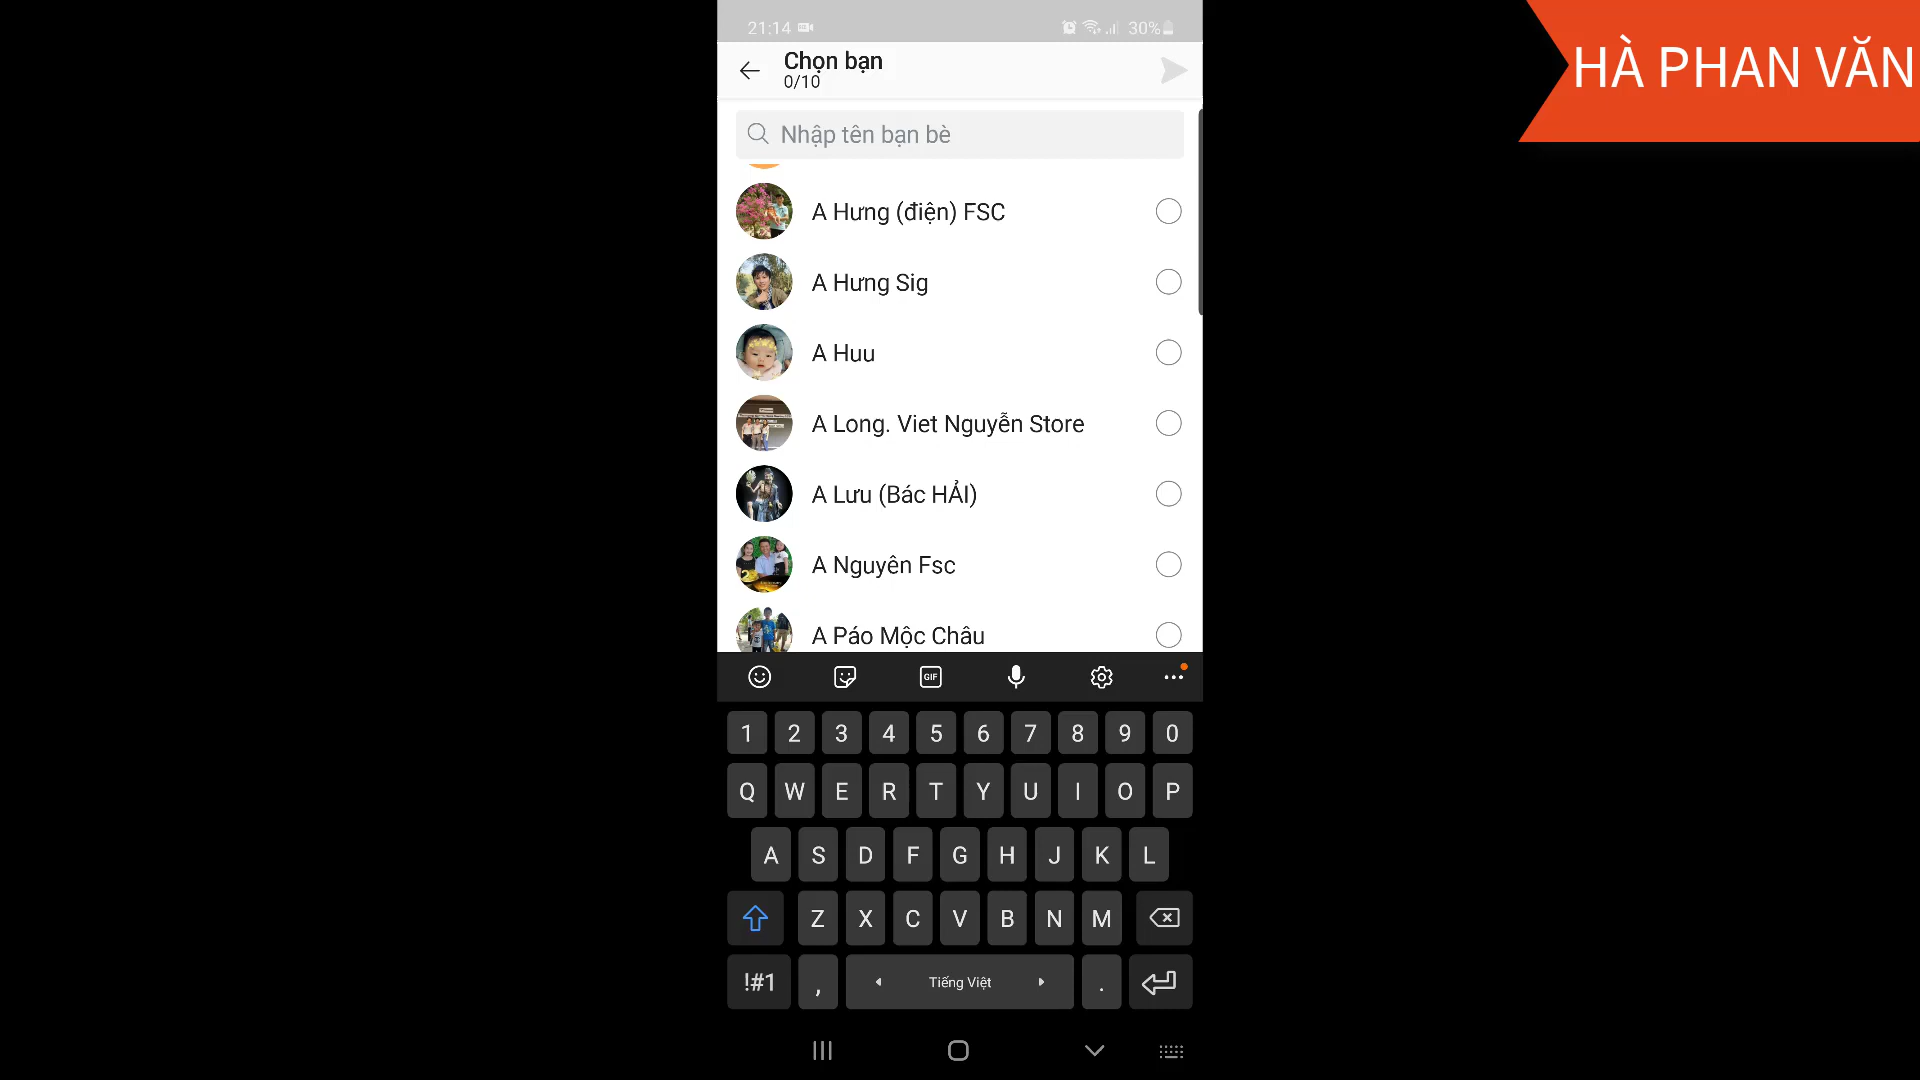 21:14
30%
HÀ PHAN VĂN
Chọn bạn
0/10
Nhập tên bạn bè
A Hưng (điện) FSC
A Hưng Sig
A Huu
A Long. Viet Nguyễn Store
A Lưu (Bác HẢI)
A Nguyên Fsc
A Páo Mộc Châu
GIF
1 2 3 4 5 6 7 8 9 0
Q W E R T Y U I O P
A S D F G H J K L
Z X C V B N M
!#1 , Tiếng Việt .